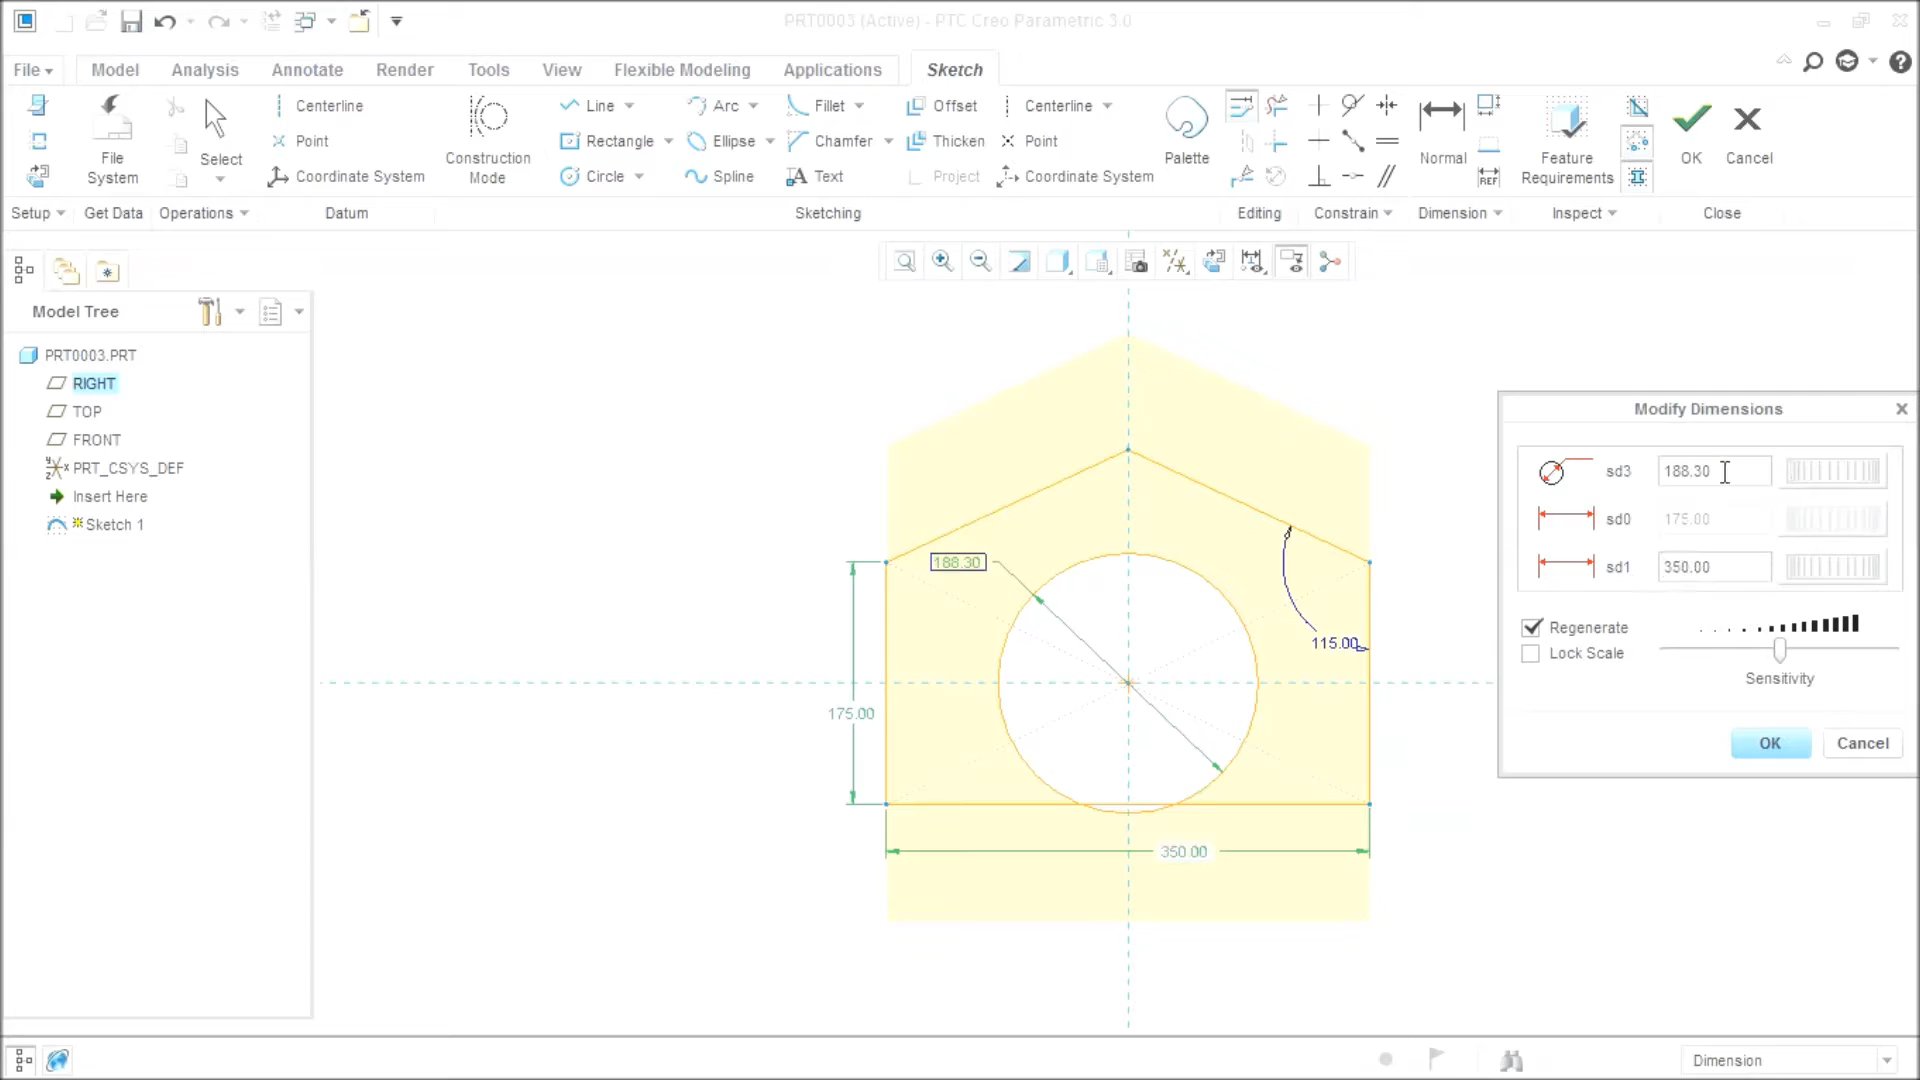 PRT0003 (Active) - PTC Creo Parametric 3.0
File Model Analysis Annotate Render Tools View Flexible Modeling Applications Sketch
Centerline Line Arc Fillet Offset Centerline
Point Rectangle Ellipse Chamfer Thicken Point
File System Select Coordinate System Construction Mode Circle Spline Text Project Coordinate System Palette Normal REF Feature Requirements OK Cancel
Setup Get Data Operations Datum Sketching Editing Constrain Dimension Inspect Close
Model Tree
PRT0003.PRT
RIGHT
TOP
FRONT
PRT_CSYS_DEF
Insert Here
Sketch 1
188.30
115.00
175.00
350.00
Modify Dimensions
sd3 188.30
sd0 175.00
sd1 350.00
Regenerate
Lock Scale
Sensitivity
OK Cancel
Dimension